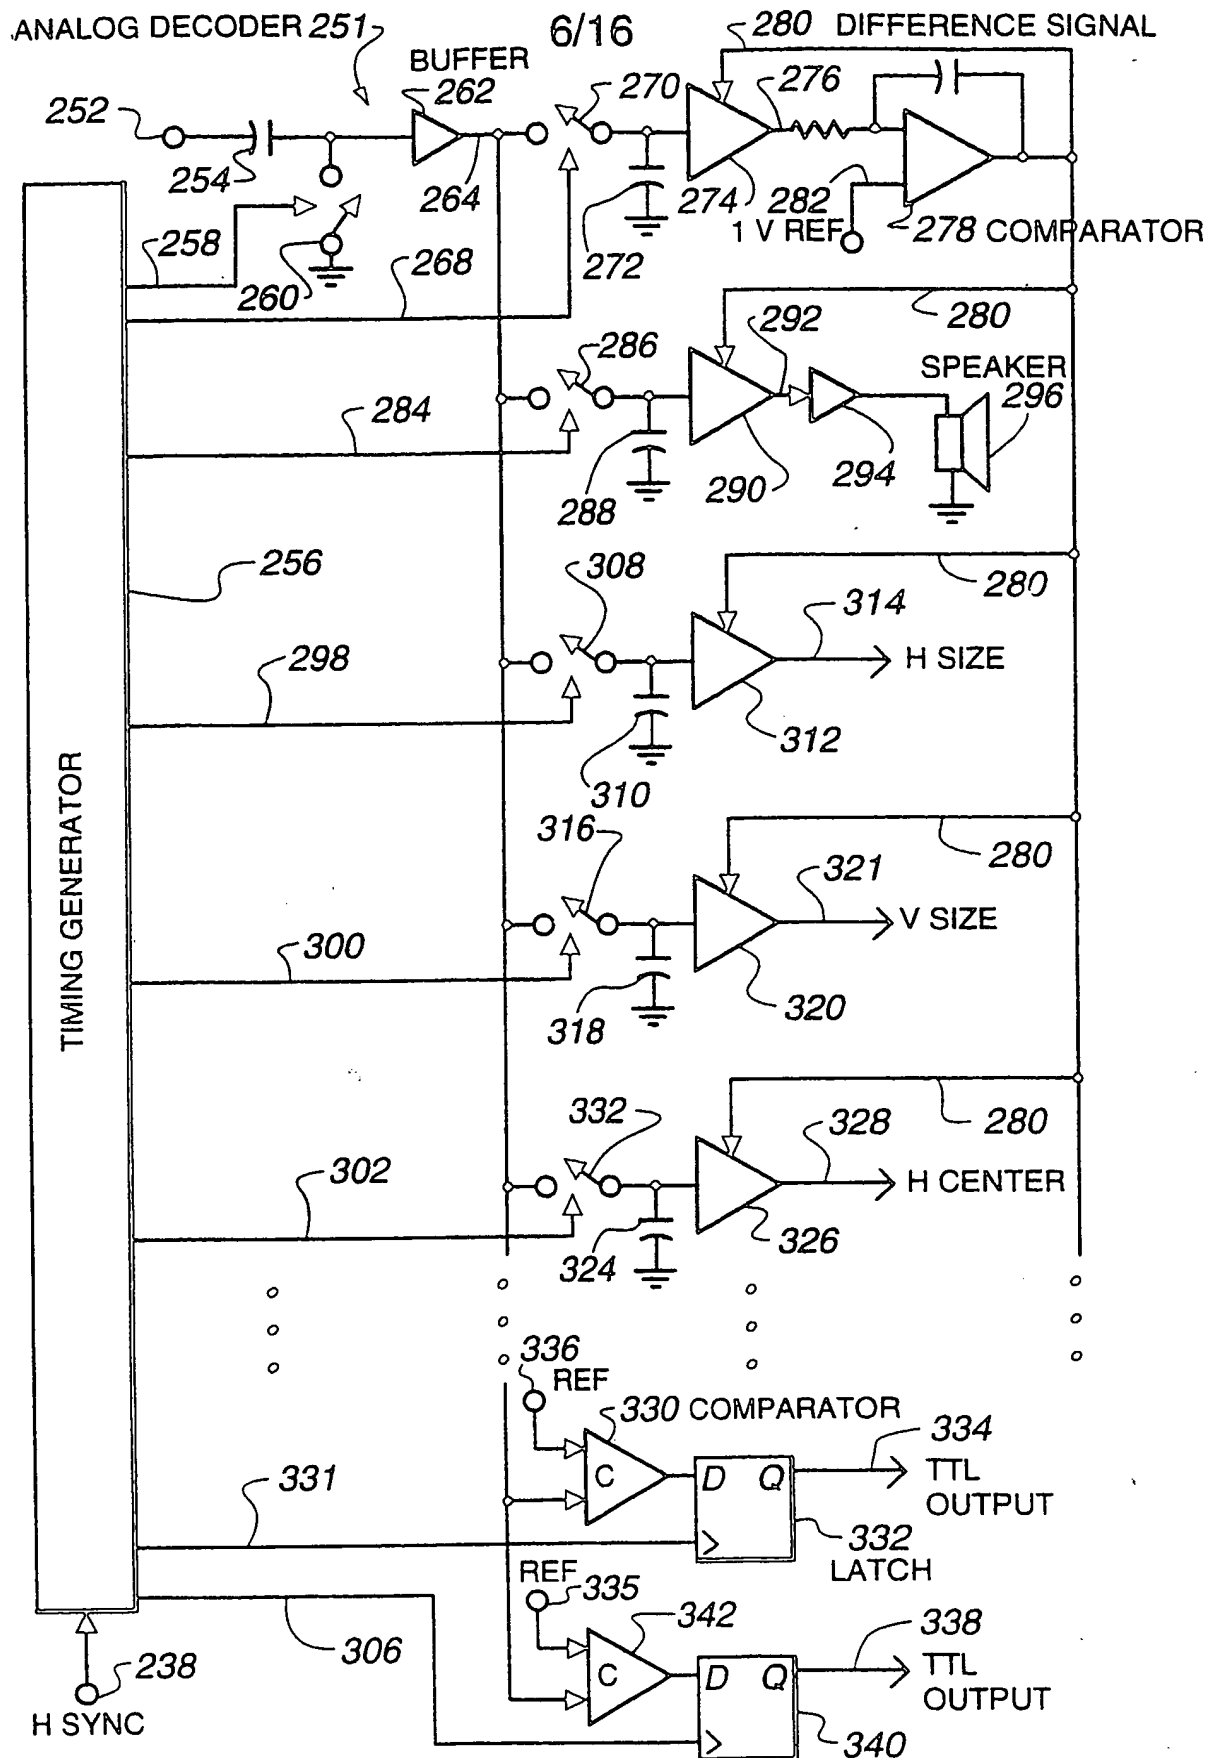 ANALOG DECODER 251
6/16
280 DIFFERENCE SIGNAL
BUFFER
262
270
276
252
254
264
274
282
1 V REF
278 COMPARATOR
258
260
268
272
280
286
292
SPEAKER
296
284
288
290
294
256
308
280
314
H SIZE
298
312
310
316
280
321
V SIZE
300
318
320
TIMING GENERATOR
332
280
328
H CENTER
302
324
326
336
REF
330 COMPARATOR
334
C
D Q
TTL
OUTPUT
331
332
LATCH
REF
335
342
338
306
C
D Q
TTL
OUTPUT
238
H SYNC
340